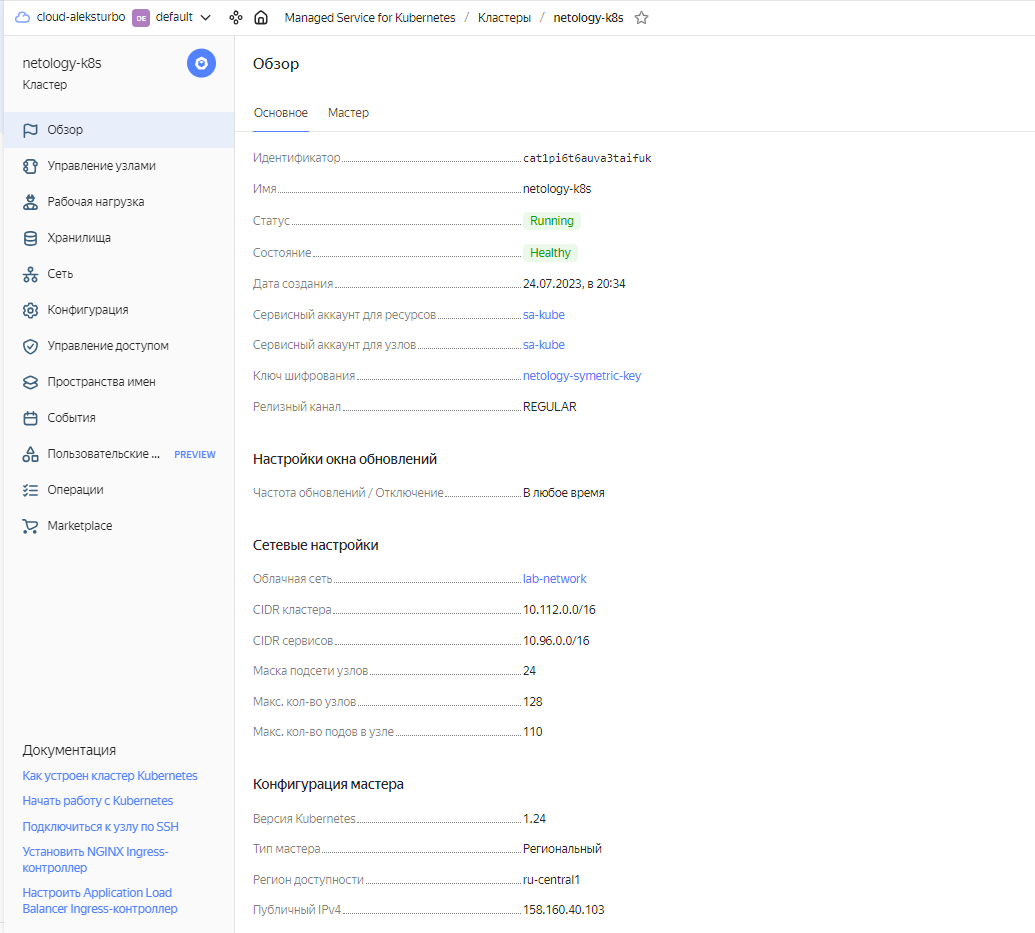 cloud-aleksturbo DE default Managed Service for Kubernetes / Кластеры / netology-k8s
netology-k8s
Кластер
Обзор
Управление узлами
Рабочая нагрузка
Хранилища
Сеть
Конфигурация
Управление доступом
Пространства имен
События
Пользовательские ... PREVIEW
Операции
Marketplace
Документация
Как устроен кластер Kubernetes
Начать работу с Kubernetes
Подключиться к узлу по SSH
Установить NGINX Ingress-
контроллер
Настроить Application Load
Balancer Ingress-контроллер
Обзор
Основное Мастер
Идентификатор cat1pi6t6auva3taifuk
Имя netology-k8s
Статус Running
Состояние Healthy
Дата создания 24.07.2023, в 20:34
Сервисный аккаунт для ресурсов sa-kube
Сервисный аккаунт для узлов sa-kube
Ключ шифрования netology-symetric-key
Релизный канал REGULAR
Настройки окна обновлений
Частота обновлений / Отключение В любое время
Сетевые настройки
Облачная сеть lab-network
CIDR кластера 10.112.0.0/16
CIDR сервисов 10.96.0.0/16
Маска подсети узлов 24
Макс. кол-во узлов 128
Макс. кол-во подов в узле 110
Конфигурация мастера
Версия Kubernetes 1.24
Тип мастера Региональный
Регион доступности ru-central1
Публичный IPv4 158.160.40.103